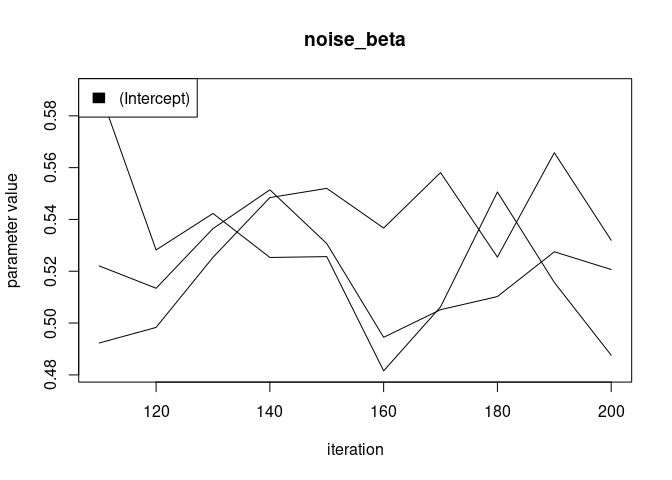 noise_beta
(Intercept)
parameter value
0.58
0.56
0.54
0.52
0.50
0.48
120 140 160 180 200
iteration